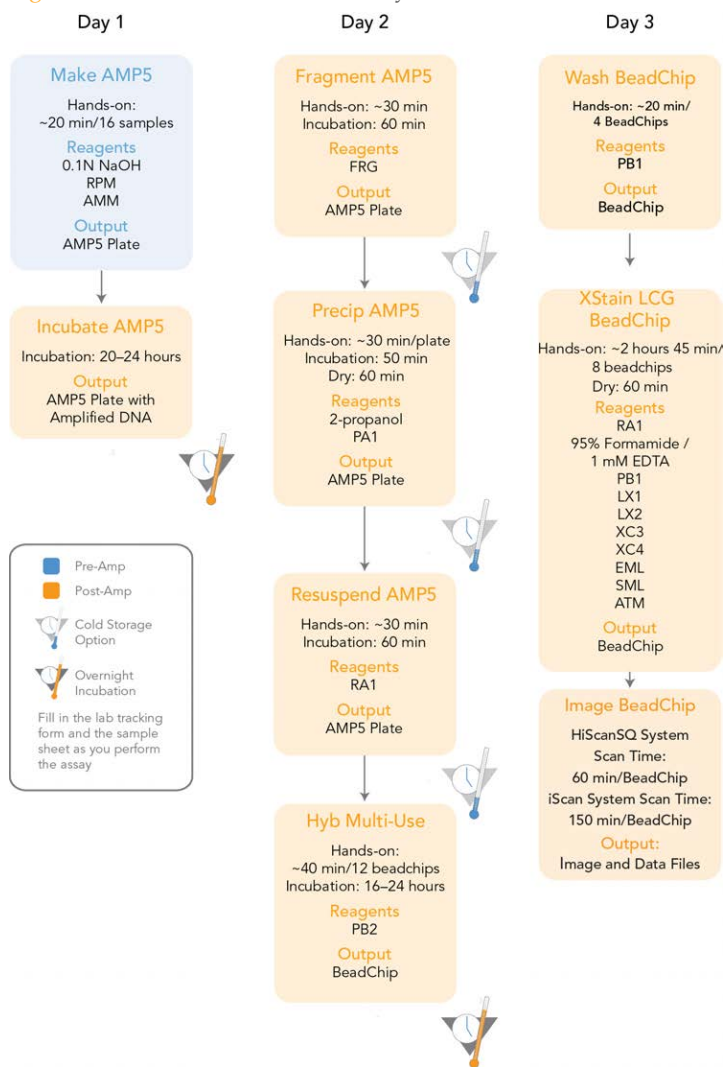 Day 1
Make AMP5
Hands-on:
~20 min/16 samples
Reagents
0.1N NaOH
RPM
AMM
Output
AMP5 Plate
Incubate AMP5
Incubation: 20–24 hours
Output
AMP5 Plate with
Amplified DNA
Pre-Amp
Post-Amp
Cold Storage
Option
Overnight
Incubation
Fill in the lab tracking
form and the sample
sheet as you perform
the assay
Day 2
Fragment AMP5
Hands-on: ~30 min
Incubation: 60 min
Reagents
FRG
Output
AMP5 Plate
Precip AMP5
Hands-on: ~30 min/plate
Incubation: 50 min
Dry: 60 min
Reagents
2-propanol
PA1
Output
AMP5 Plate
Resuspend AMP5
Hands-on: ~30 min
Incubation: 60 min
Reagents
RA1
Output
AMP5 Plate
Hyb Multi-Use
Hands-on:
~40 min/12 beadchips
Incubation: 16–24 hours
Reagents
PB2
Output
BeadChip
Day 3
Wash BeadChip
Hands-on: ~20 min/
4 BeadChips
Reagents
PB1
Output
BeadChip
XStain LCG
BeadChip
Hands-on: ~2 hours 45 min/
8 beadchips
Dry: 60 min
Reagents
RA1
95% Formamide /
1 mM EDTA
PB1
LX1
LX2
XC3
XC4
EML
SML
ATM
Output
BeadChip
Image BeadChip
HiScanSQ System
Scan Time:
60 min/BeadChip
iScan System Scan Time:
150 min/BeadChip
Output:
Image and Data Files